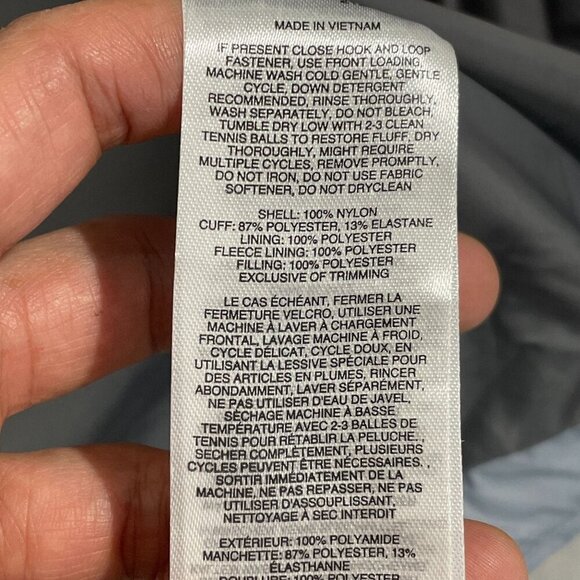 MADE IN VIETNAM
IF PRESENT CLOSE HOOK AND LOOP
FASTENER, USE FRONT LOADING,
MACHINE WASH COLD GENTLE, GENTLE
CYCLE, DOWN DETERGENT
RECOMMENDED, RINSE THOROUGHLY,
WASH SEPARATELY, DO NOT BLEACH,
TUMBLE DRY LOW WITH 2-3 CLEAN
TENNIS BALLS TO RESTORE FLUFF, DRY
THOROUGHLY, MIGHT REQUIRE
MULTIPLE CYCLES, REMOVE PROMPTLY,
DO NOT IRON, DO NOT USE FABRIC
SOFTENER, DO NOT DRYCLEAN
SHELL: 100% NYLON
CUFF: 87% POLYESTER, 13% ELASTANE
LINING: 100% POLYESTER
FLEECE LINING: 100% POLYESTER
FILLING: 100% POLYESTER
EXCLUSIVE OF TRIMMING
LE CAS ÉCHÉANT, FERMER LA
FERMETURE VELCRO, UTILISER UNE
MACHINE À LAVER À CHARGEMENT
FRONTAL, LAVAGE MACHINE À FROID,
CYCLE DÉLICAT, CYCLE DOUX, EN
UTILISANT LA LESSIVE SPÉCIALE POUR
DES ARTICLES EN PLUMES, RINCER
ABONDAMMENT, LAVER SÉPARÉMENT,
NE PAS UTILISER D'EAU DE JAVEL,
SÉCHAGE MACHINE À BASSE
TEMPÉRATURE AVEC 2-3 BALLES DE
TENNIS POUR RÉTABLIR LA PELUCHE. ,
SECHER COMPLÈTEMENT, PLUSIEURS
CYCLES PEUVENT ÊTRE NÉCESSAIRES. ,
SORTIR IMMÉDIATEMENT DE LA
MACHINE, NE PAS REPASSER, NE PAS
UTILISER D'ASSOUPLISSANT,
NETTOYAGE À SEC INTERDIT
EXTÉRIEUR: 100% POLYAMIDE
MANCHETTE: 87% POLYESTER, 13%
ÉLASTHANNE
DOUBLURE: 100% POLYESTER